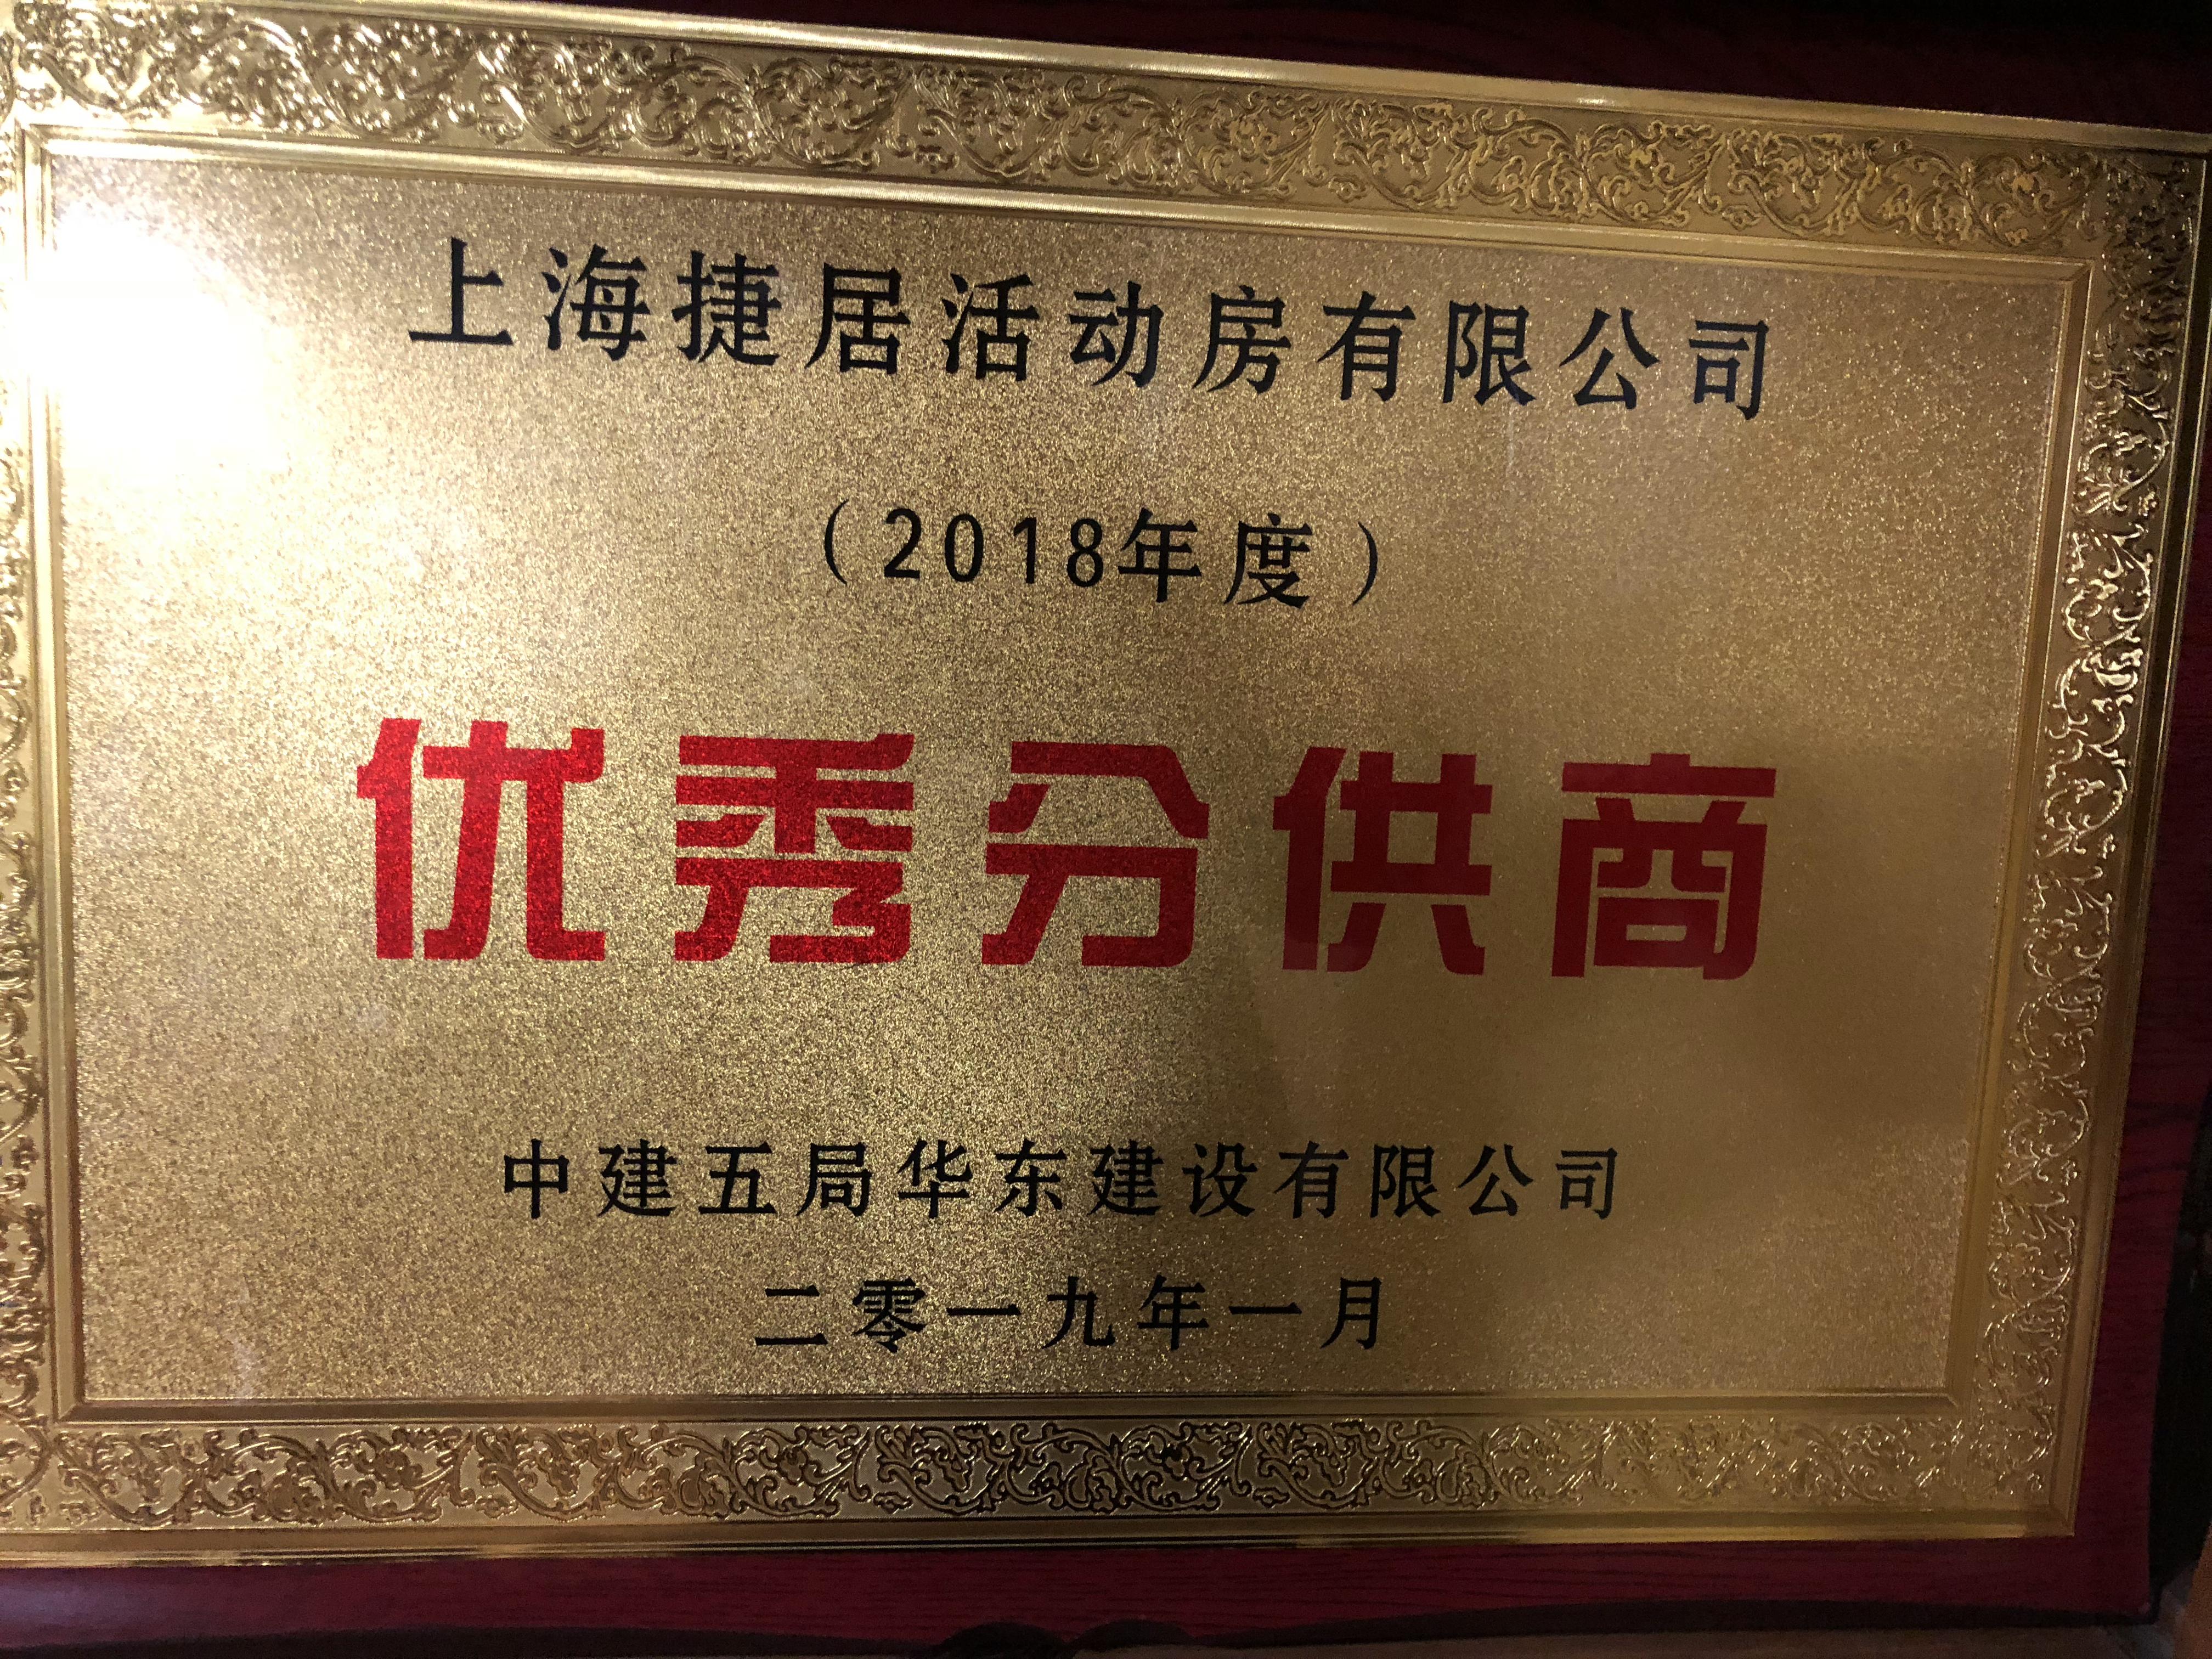 上海捷居活动房有限公司
（2018年度）
优秀分供商
中建五局华东建设有限公司
二零一九年一月